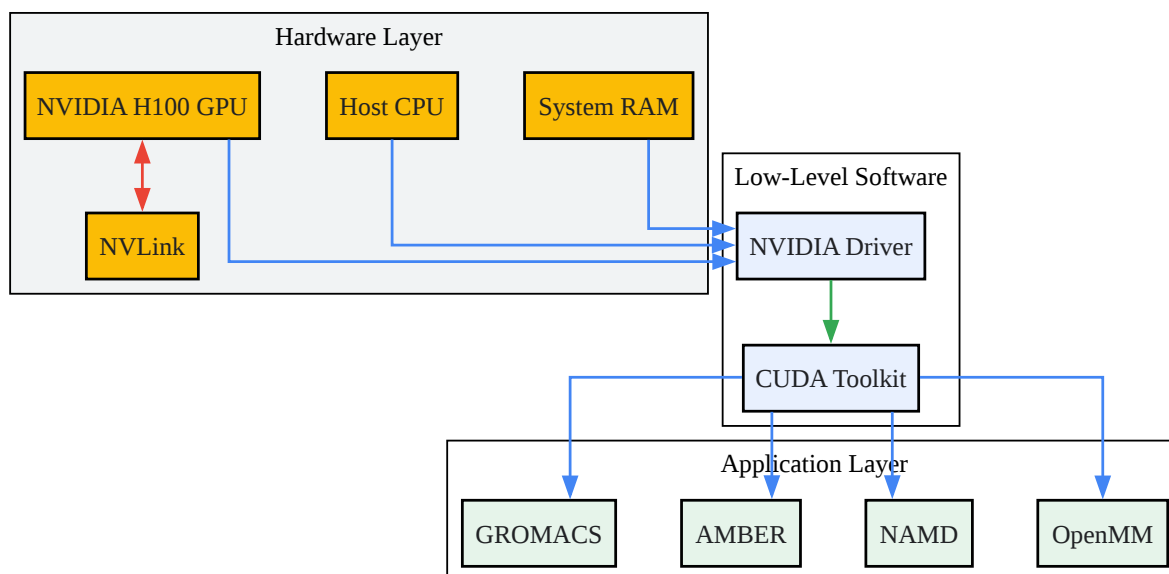 Hardware Layer
NVIDIA H100 GPU
Host CPU
System RAM
NVLink
Low-Level Software
NVIDIA Driver
CUDA Toolkit
Application Layer
GROMACS
AMBER
NAMD
OpenMM